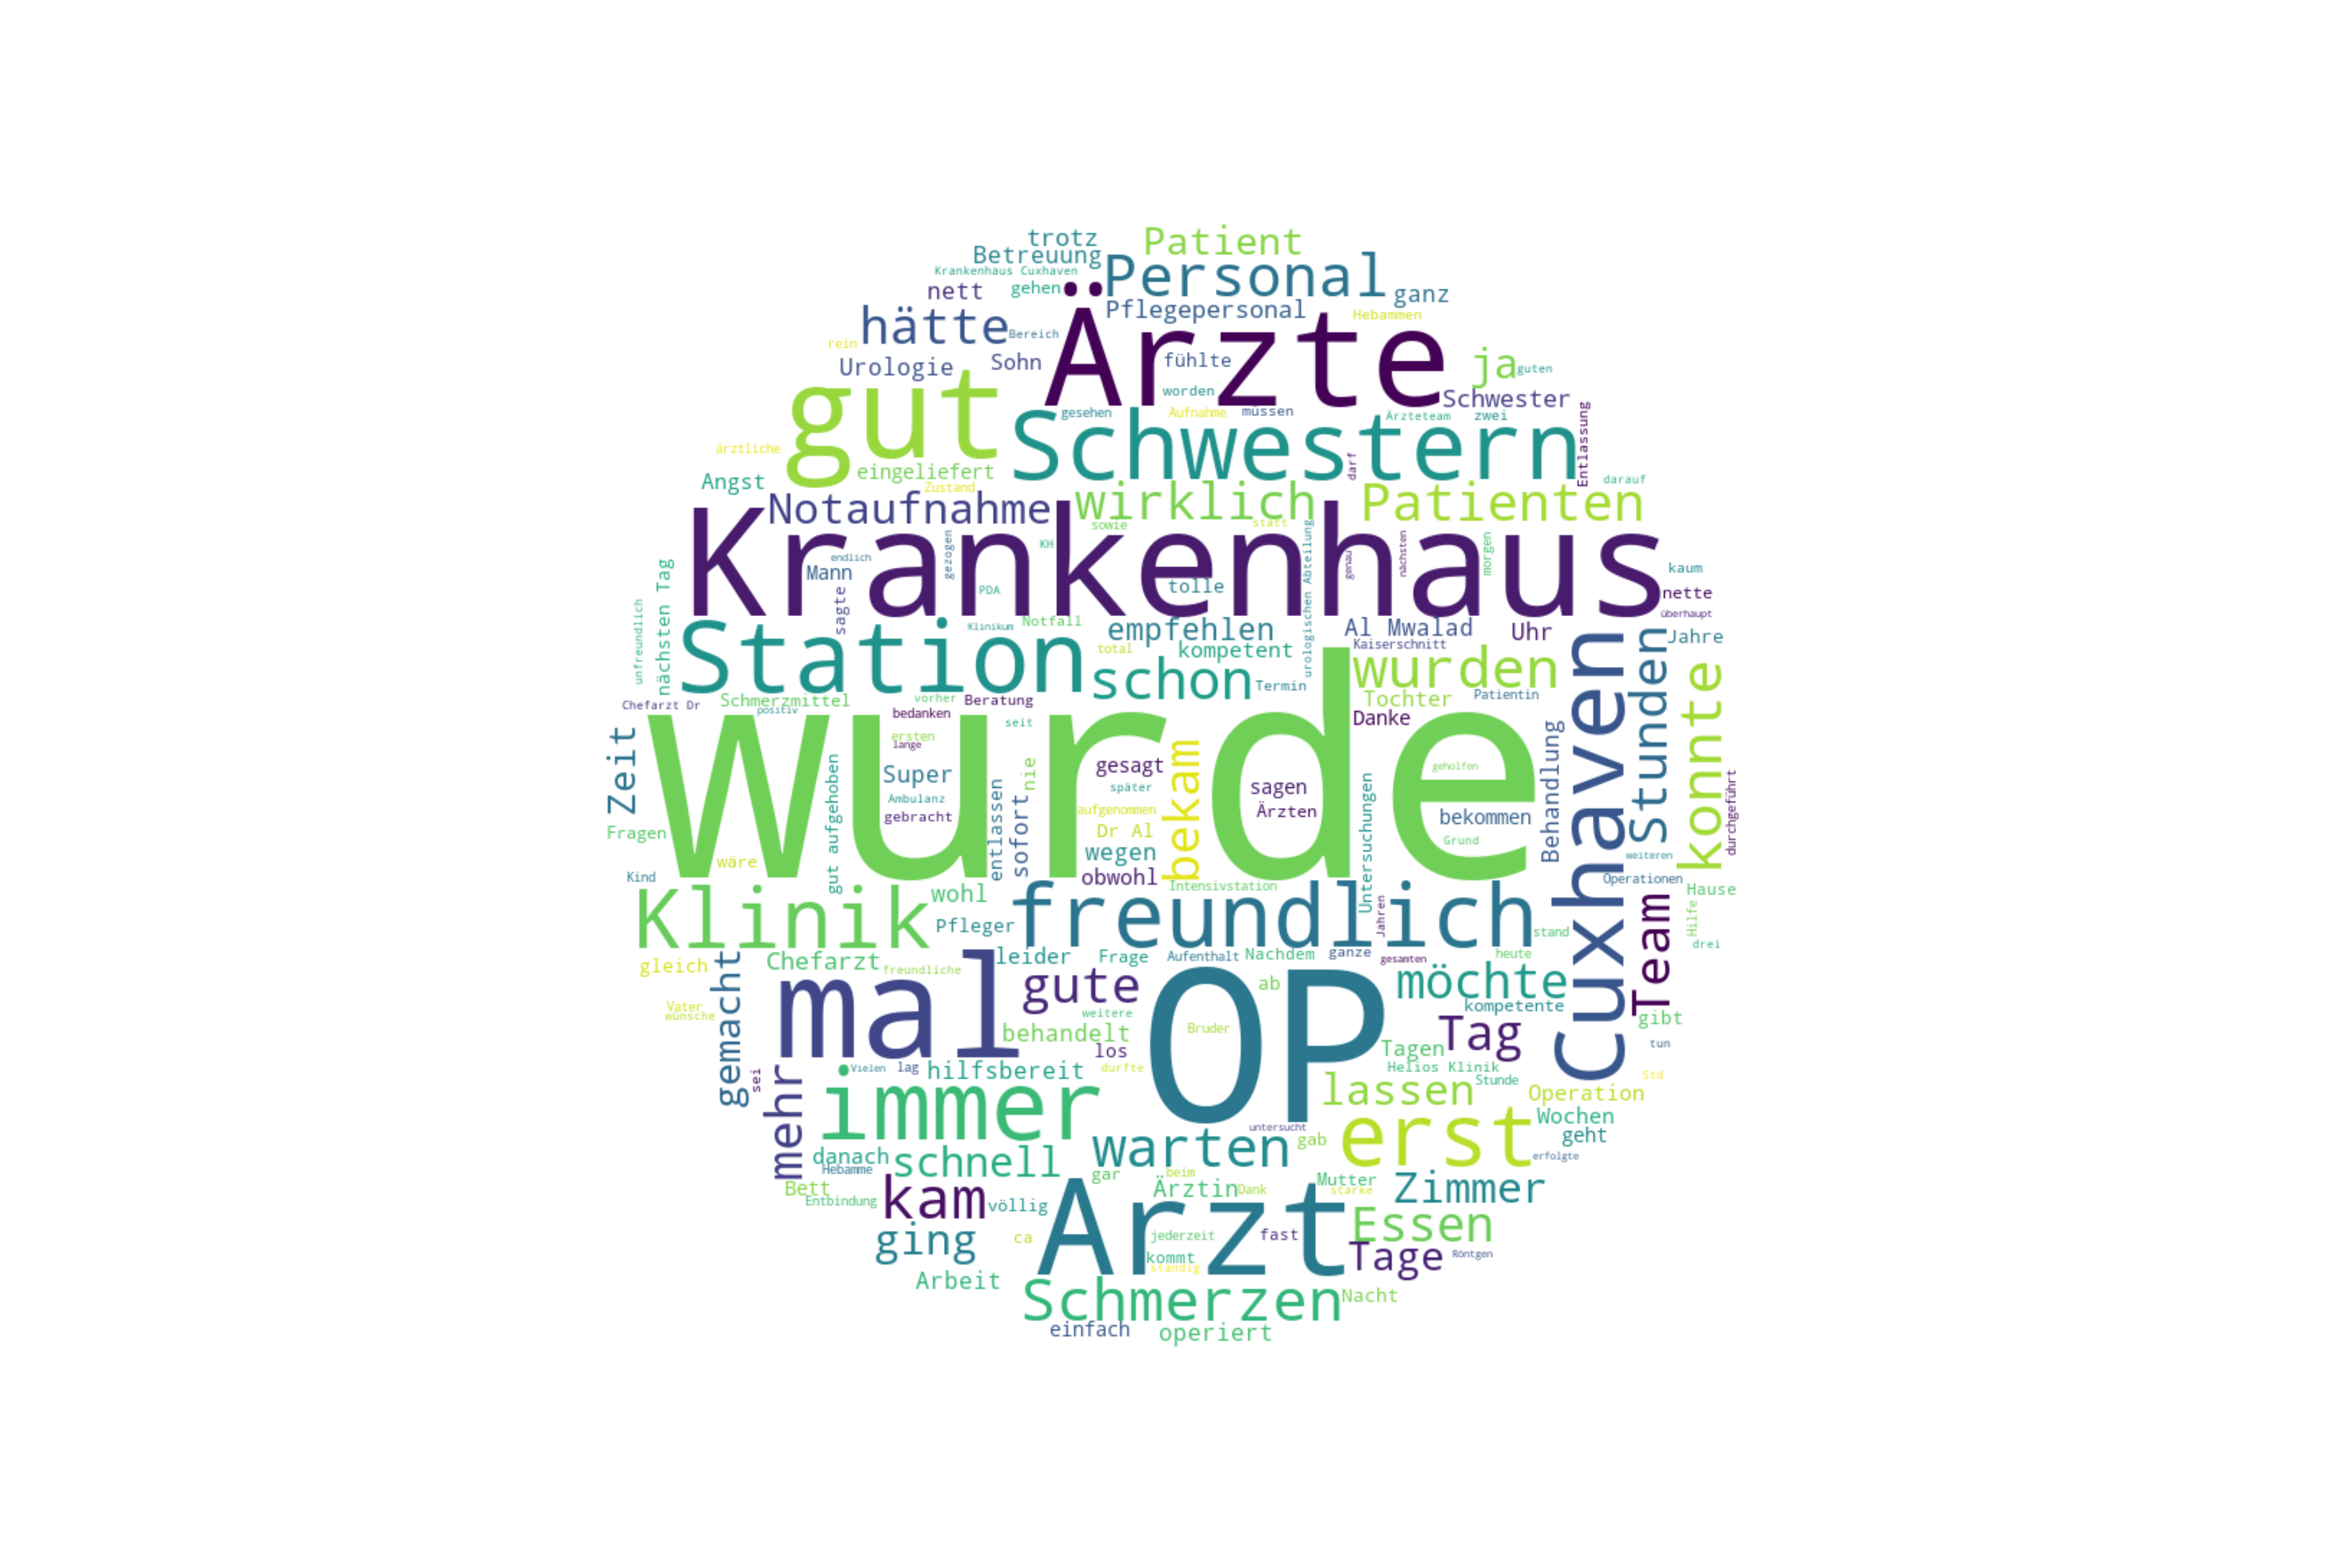 trotz
Patient
Betreuung
Personal
Krankenhaus Cuxhaven
nett
gehen
ganz
Pflegepersonal
Ärzte
hätte
Bereich
Hebammen
rein
Urologie
Sohn
fühlte
ja
guten
gut
worden
Schwester
Schwestern
gesehen
Aufnahme
müssen
Ärzteteam
zwei
Entlassung
ärztliche
eingeliefert
darf
Angst
Zustand
darauf
Notaufnahme
wirklich
Patienten
sowie
statt
Krankenhaus
gezogen
endlich
KH
urologischen Abteilung
genau
nächsten
morgen
Mann
PDA
tolle
kaum
nette
nächsten Tag
sagte
überhaupt
unfreundlich
Station
Klinikum
Notfall
empfehlen
Al Mwalad
Uhr
Jahre
total
kompetent
Kaiserschnitt
wurden
schon
Termin
Cuxhaven
Stunden
konnte
Chefarzt Dr
Schmerzmittel
positiv
vorher
Beratung
Tochter
Patientin
wurde
bedanken
seit
Danke
Zeit
ersten
lange
gesagt
bekam
Behandlung
gut aufgehoben
Super
nie
später
sagen
geholfen
durchgeführt
Ambulanz
gebracht
entlassen
sofort
aufgenommen
Ärzten
Untersuchungen
bekommen
Fragen
Dr Al
Grund
wäre
wegen
weiteren
Kind
obwohl
Intensivstation
Operationen
Klinik
wohl
freundlich
Jahren
Hause
Hilfe
Team
Pfleger
stand
drei
gleich
gemacht
Chefarzt
freundliche
leider
Frage
Aufenthalt
Nachdem
ganze
gesamten
heute
mal
gute
OP
ab
möchte
Vater
wünsche
weitere
kompetente
gibt
behandelt
Bruder
Tag
los
Tagen
tun
sei
mehr
Vielen
lag
hilfsbereit
durfte
Helios Klinik
Stunde
Std
immer
lassen
Operation
erst
Wochen
untersucht
warten
gab
geht
danach
schnell
Hebamme
erfolgte
gar
beim
Bett
kam
Ärztin
Dank
Mutter
starke
Zimmer
Entbindung
völlig
Arzt
Essen
ging
ca
jederzeit
fast
Tage
Röntgen
kommt
ständig
Arbeit
Schmerzen
Nacht
einfach
operiert